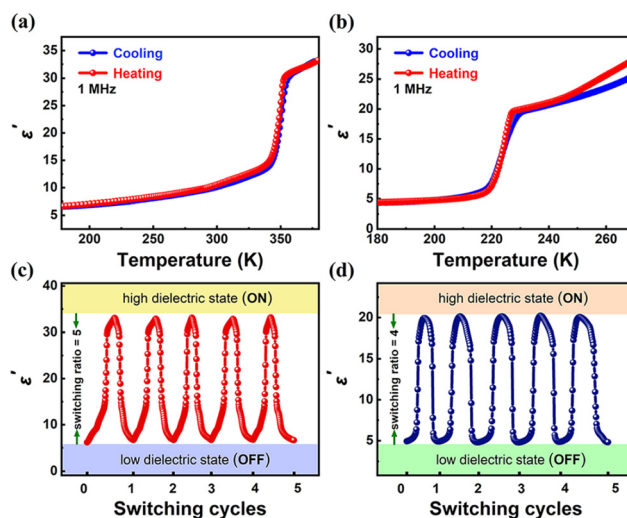 (a)
35
30
25
20
15
10
5
ε'
Cooling
Heating
1 MHz
200
250
300
350
Temperature (K)
(b)
30
25
20
15
10
5
0
ε'
Cooling
Heating
1 MHz
180
200
220
240
260
Temperature (K)
(c)
40
30
20
10
0
ε'
high dielectric state (ON)
switching ratio = 5
low dielectric state (OFF)
0
1
2
3
4
5
Switching cycles
(d)
25
20
15
10
5
0
ε'
high dielectric state (ON)
switching ratio = 4
low dielectric state (OFF)
0
1
2
3
4
5
Switching cycles